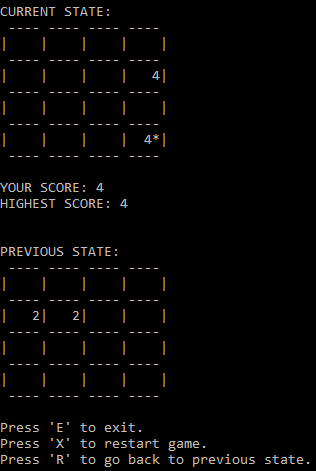 CURRENT STATE:
 ---- ---- ---- ----
|    |    |    |    |
 ---- ---- ---- ----
|    |    |    |   4|
 ---- ---- ---- ----
|    |    |    |    |
 ---- ---- ---- ----
|    |    |    |  4*|
 ---- ---- ---- ----
YOUR SCORE: 4
HIGHEST SCORE: 4
PREVIOUS STATE:
 ---- ---- ---- ----
|    |    |    |    |
 ---- ---- ---- ----
|   2|   2|    |    |
 ---- ---- ---- ----
|    |    |    |    |
 ---- ---- ---- ----
|    |    |    |    |
 ---- ---- ---- ----
Press 'E' to exit.
Press 'X' to restart game.
Press 'R' to go back to previous state.